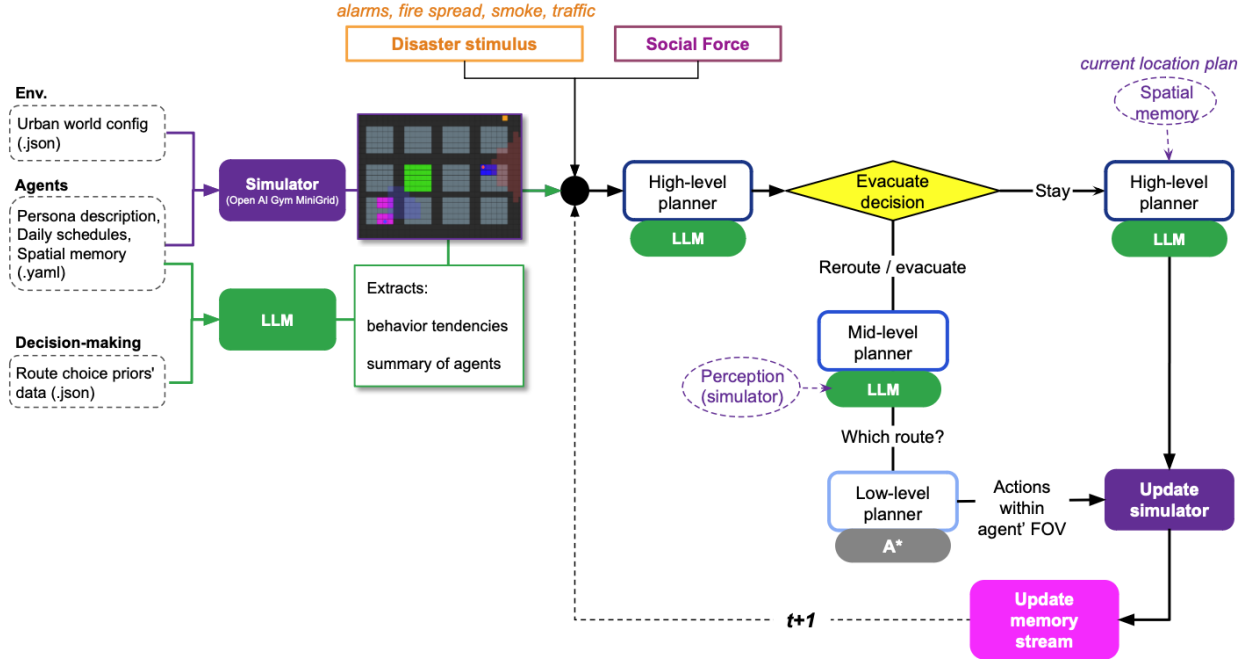 alarms, fire spread, smoke, traffic
Disaster stimulus
Social Force
current location plan
Spatial
memory
Env.
Urban world config
(.json)
Agents
Persona description,
Daily schedules,
Spatial memory
(.yaml)
Decision-making
Route choice priors'
data (.json)
Simulator
(Open AI Gym MiniGrid)
LLM
Extracts:
behavior tendencies
summary of agents
High-level
planner
LLM
Evacuate
decision
Stay
High-level
planner
LLM
Reroute / evacuate
Mid-level
planner
LLM
Perception
(simulator)
Which route?
Low-level
planner
A*
Actions
within
agent' FOV
Update
simulator
Update
memory
stream
t+1